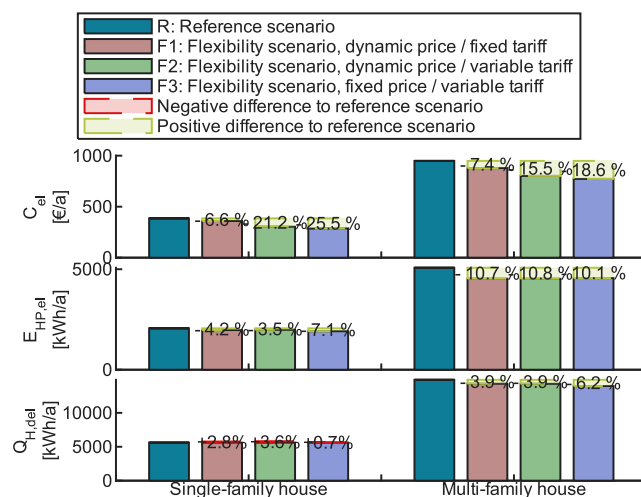 R: Reference scenario
F1: Flexibility scenario, dynamic price / fixed tariff
F2: Flexibility scenario, dynamic price / variable tariff
F3: Flexibility scenario, fixed price / variable tariff
Negative difference to reference scenario
Positive difference to reference scenario
C_el
[€/a]
1000
500
0
-6.6 % -21.2 % -25.5 % -7.4 % -15.5 % -18.6 %
E_HP,el
[kWh/a]
5000
0
-4.2 % -3.5 % -7.1 % -10.7 % -10.8 % -10.1 %
Q_H,del
[kWh/a]
10000
5000
0
+2.8% +3.6% +0.7% -3.9 % -3.9 % -6.2 %
Single-family house Multi-family house